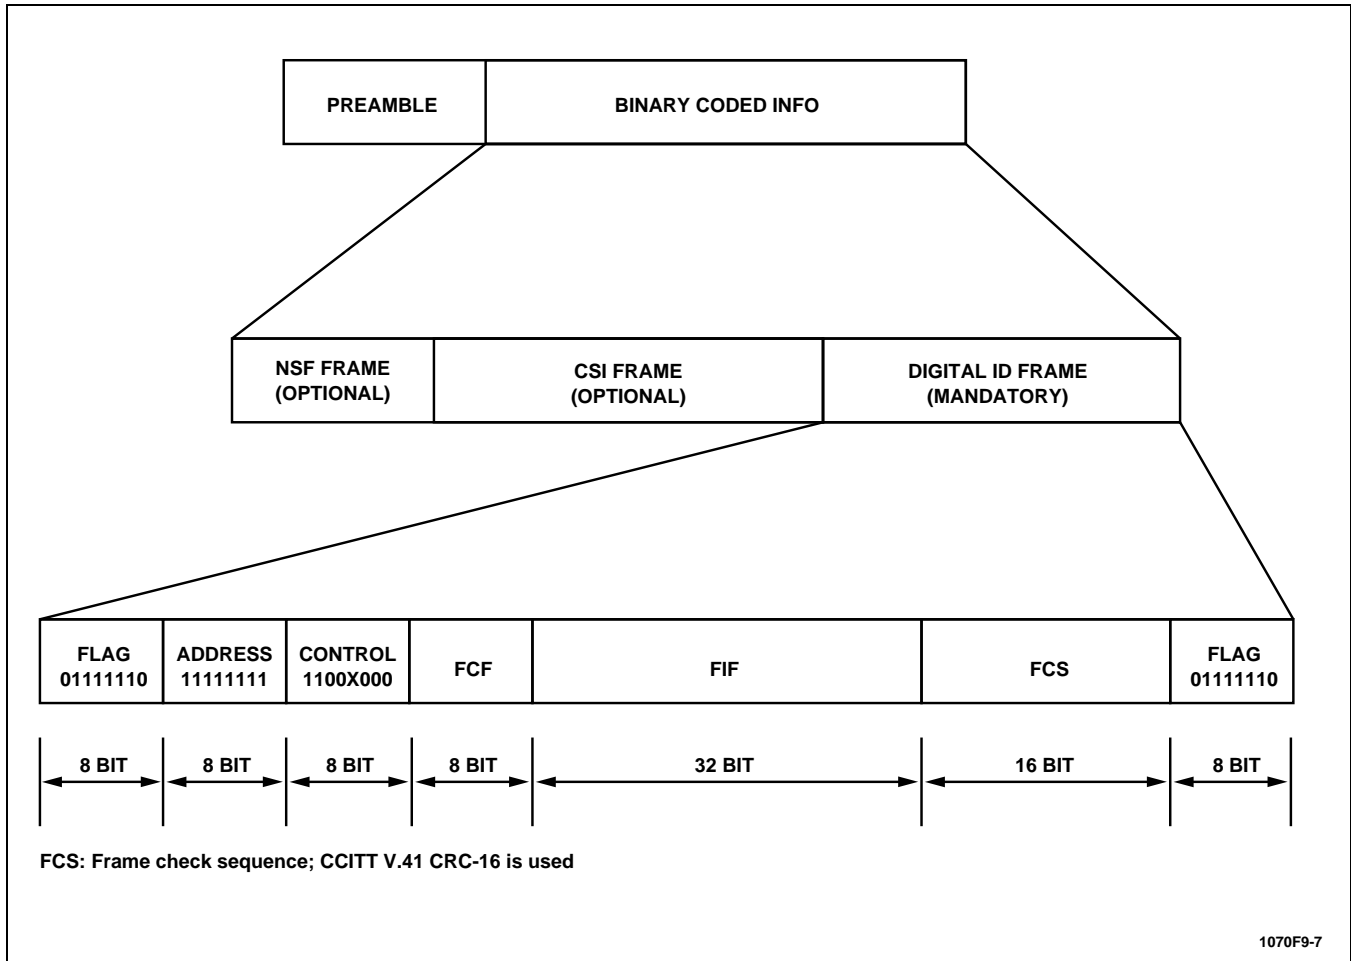 PREAMBLE
BINARY CODED INFO
NSF FRAME
(OPTIONAL)
CSI FRAME
(OPTIONAL)
DIGITAL ID FRAME
(MANDATORY)
FLAG
01111110
ADDRESS
11111111
CONTROL
1100X000
FCF
FIF
FCS
FLAG
01111110
8 BIT
8 BIT
8 BIT
8 BIT
32 BIT
16 BIT
8 BIT
FCS: Frame check sequence; CCITT V.41 CRC-16 is used
1070F9-7